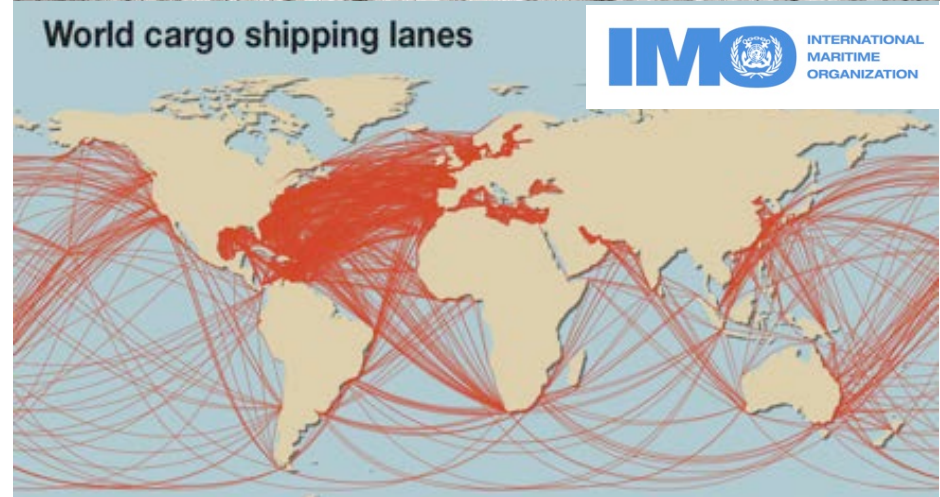 World cargo shipping lanes
IMO
INTERNATIONAL
MARITIME
ORGANIZATION